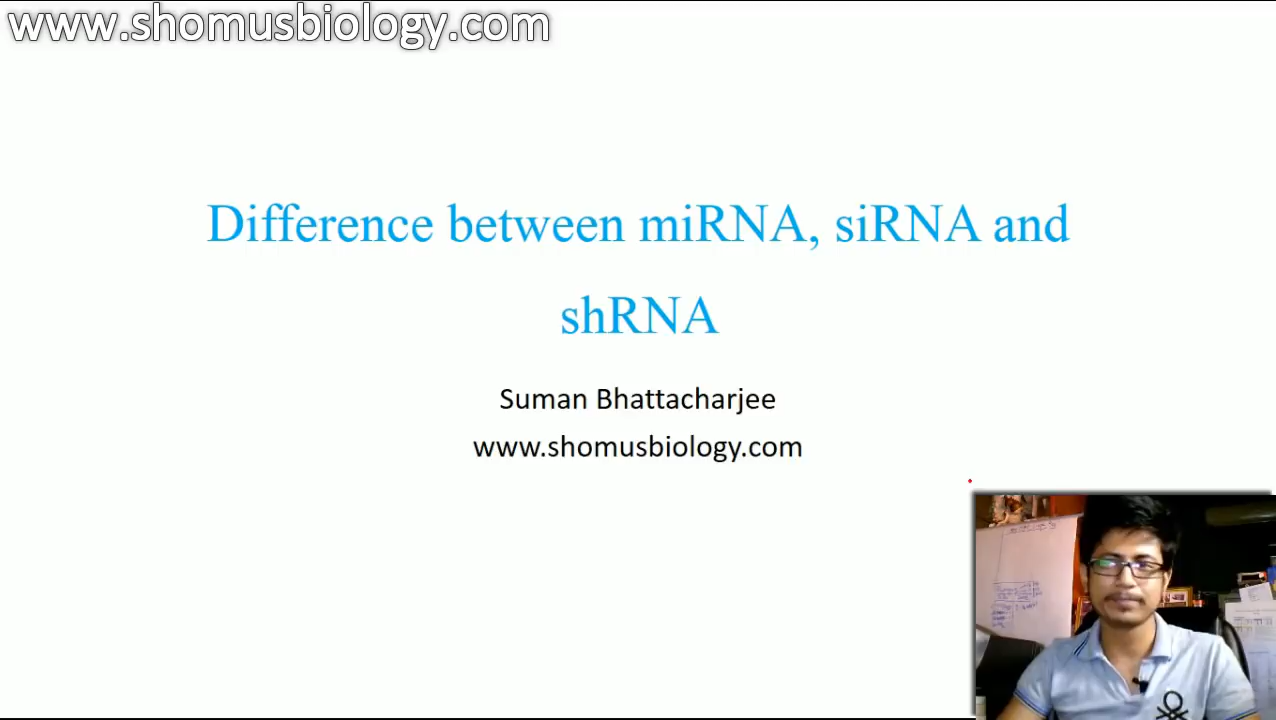 www.shomusbiology.com
Difference between miRNA, siRNA and
shRNA
Suman Bhattacharjee
www.shomusbiology.com